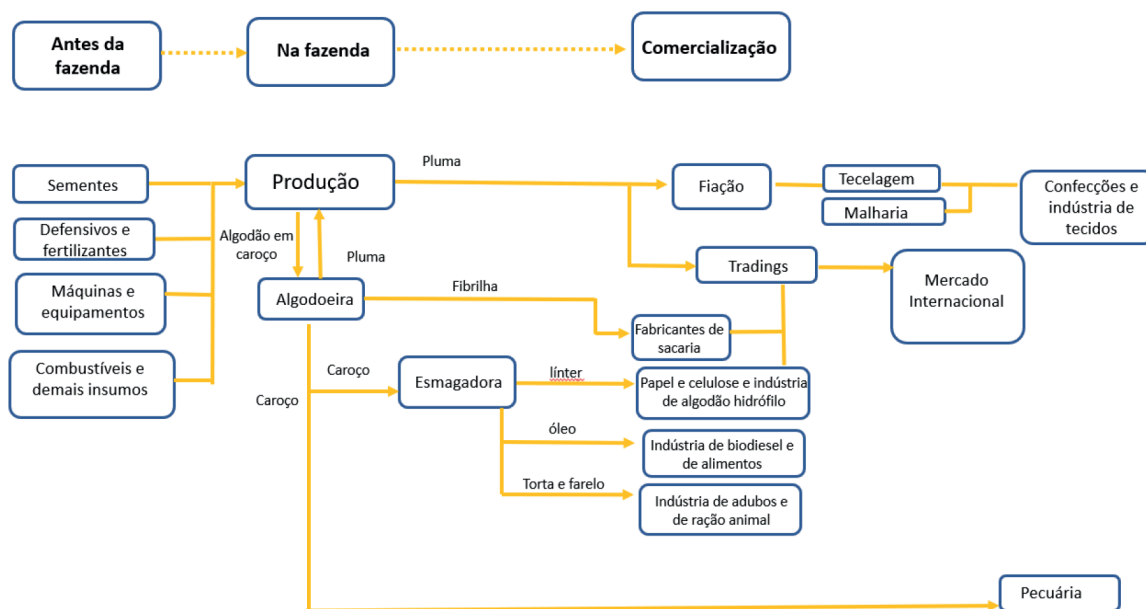 Antes da
fazenda
Na fazenda
Comercialização
Sementes
Defensivos e
fertilizantes
Máquinas e
equipamentos
Combustíveis e
demais insumos
Produção
Pluma
Algodão em
caroço
Pluma
Algodoeira
Fibrilha
Caroço
Caroço
Esmagadora
línter
óleo
Torta e farelo
Fiação
Tecelagem
Malharia
Confecções e
indústria de
tecidos
Tradings
Mercado
Internacional
Fabricantes de
sacaria
Papel e celulose e indústria
de algodão hidrófilo
Indústria de biodiesel e
de alimentos
Indústria de adubos e
de ração animal
Pecuária